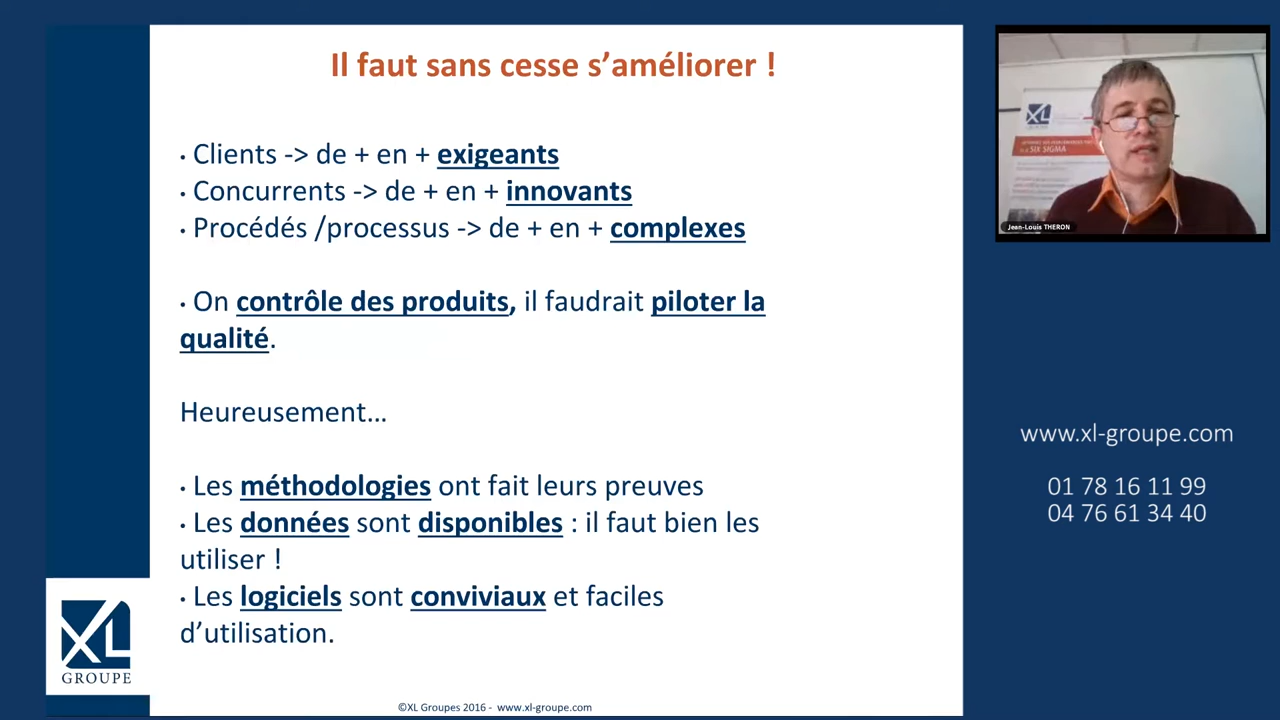 Il faut sans cesse s’améliorer !
• Clients -> de + en + exigeants
• Concurrents -> de + en + innovants
• Procédés /processus -> de + en + complexes
• On contrôle des produits, il faudrait piloter la
qualité.
Heureusement…
• Les méthodologies ont fait leurs preuves
• Les données sont disponibles : il faut bien les
utiliser !
• Les logiciels sont conviviaux et faciles
d’utilisation.
XL
GROUPE
©XL Groupes 2016 - www.xl-groupe.com
XL
SIX SIGMA
Jean-Louis THERON
www.xl-groupe.com
01 78 16 11 99
04 76 61 34 40